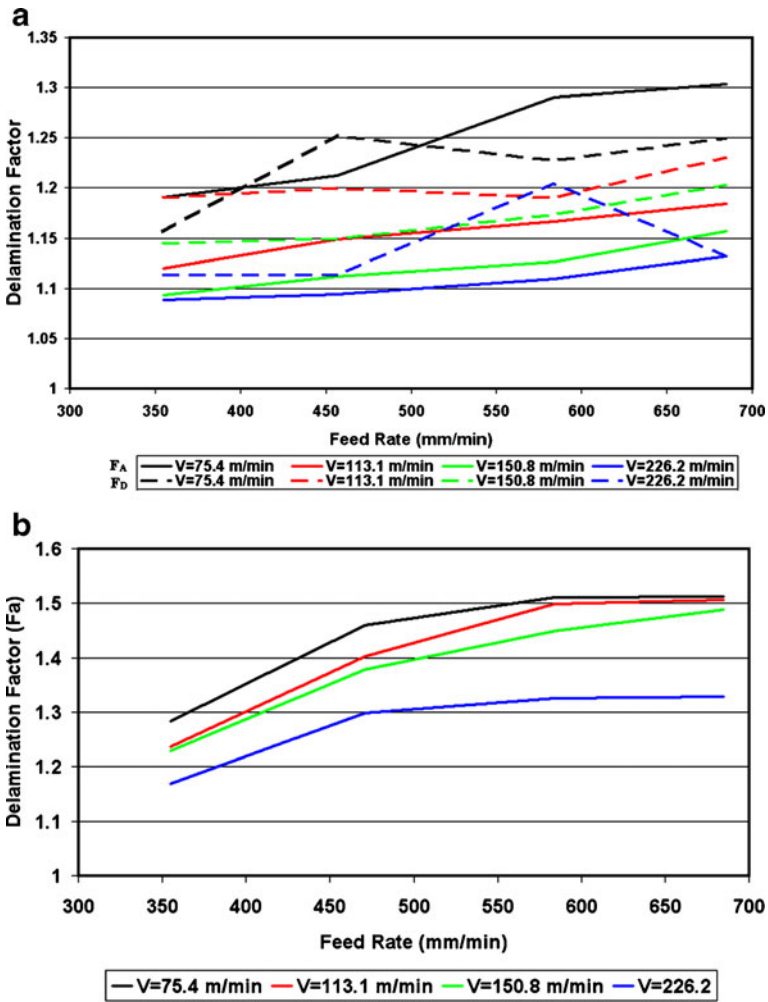 a
1.35
1.3
1.25
1.2
1.15
1.1
1.05
1
Delamination Factor
300 350 400 450 500 550 600 650 700
Feed Rate (mm/min)
FA V=75.4 m/min V=113.1 m/min V=150.8 m/min V=226.2 m/min
FD V=75.4 m/min V=113.1 m/min V=150.8 m/min V=226.2 m/min
b
1.6
1.5
1.4
1.3
1.2
1.1
1
Delamination Factor (Fa)
300 350 400 450 500 550 600 650 700
Feed Rate (mm/min)
V=75.4 m/min V=113.1 m/min V=150.8 m/min V=226.2